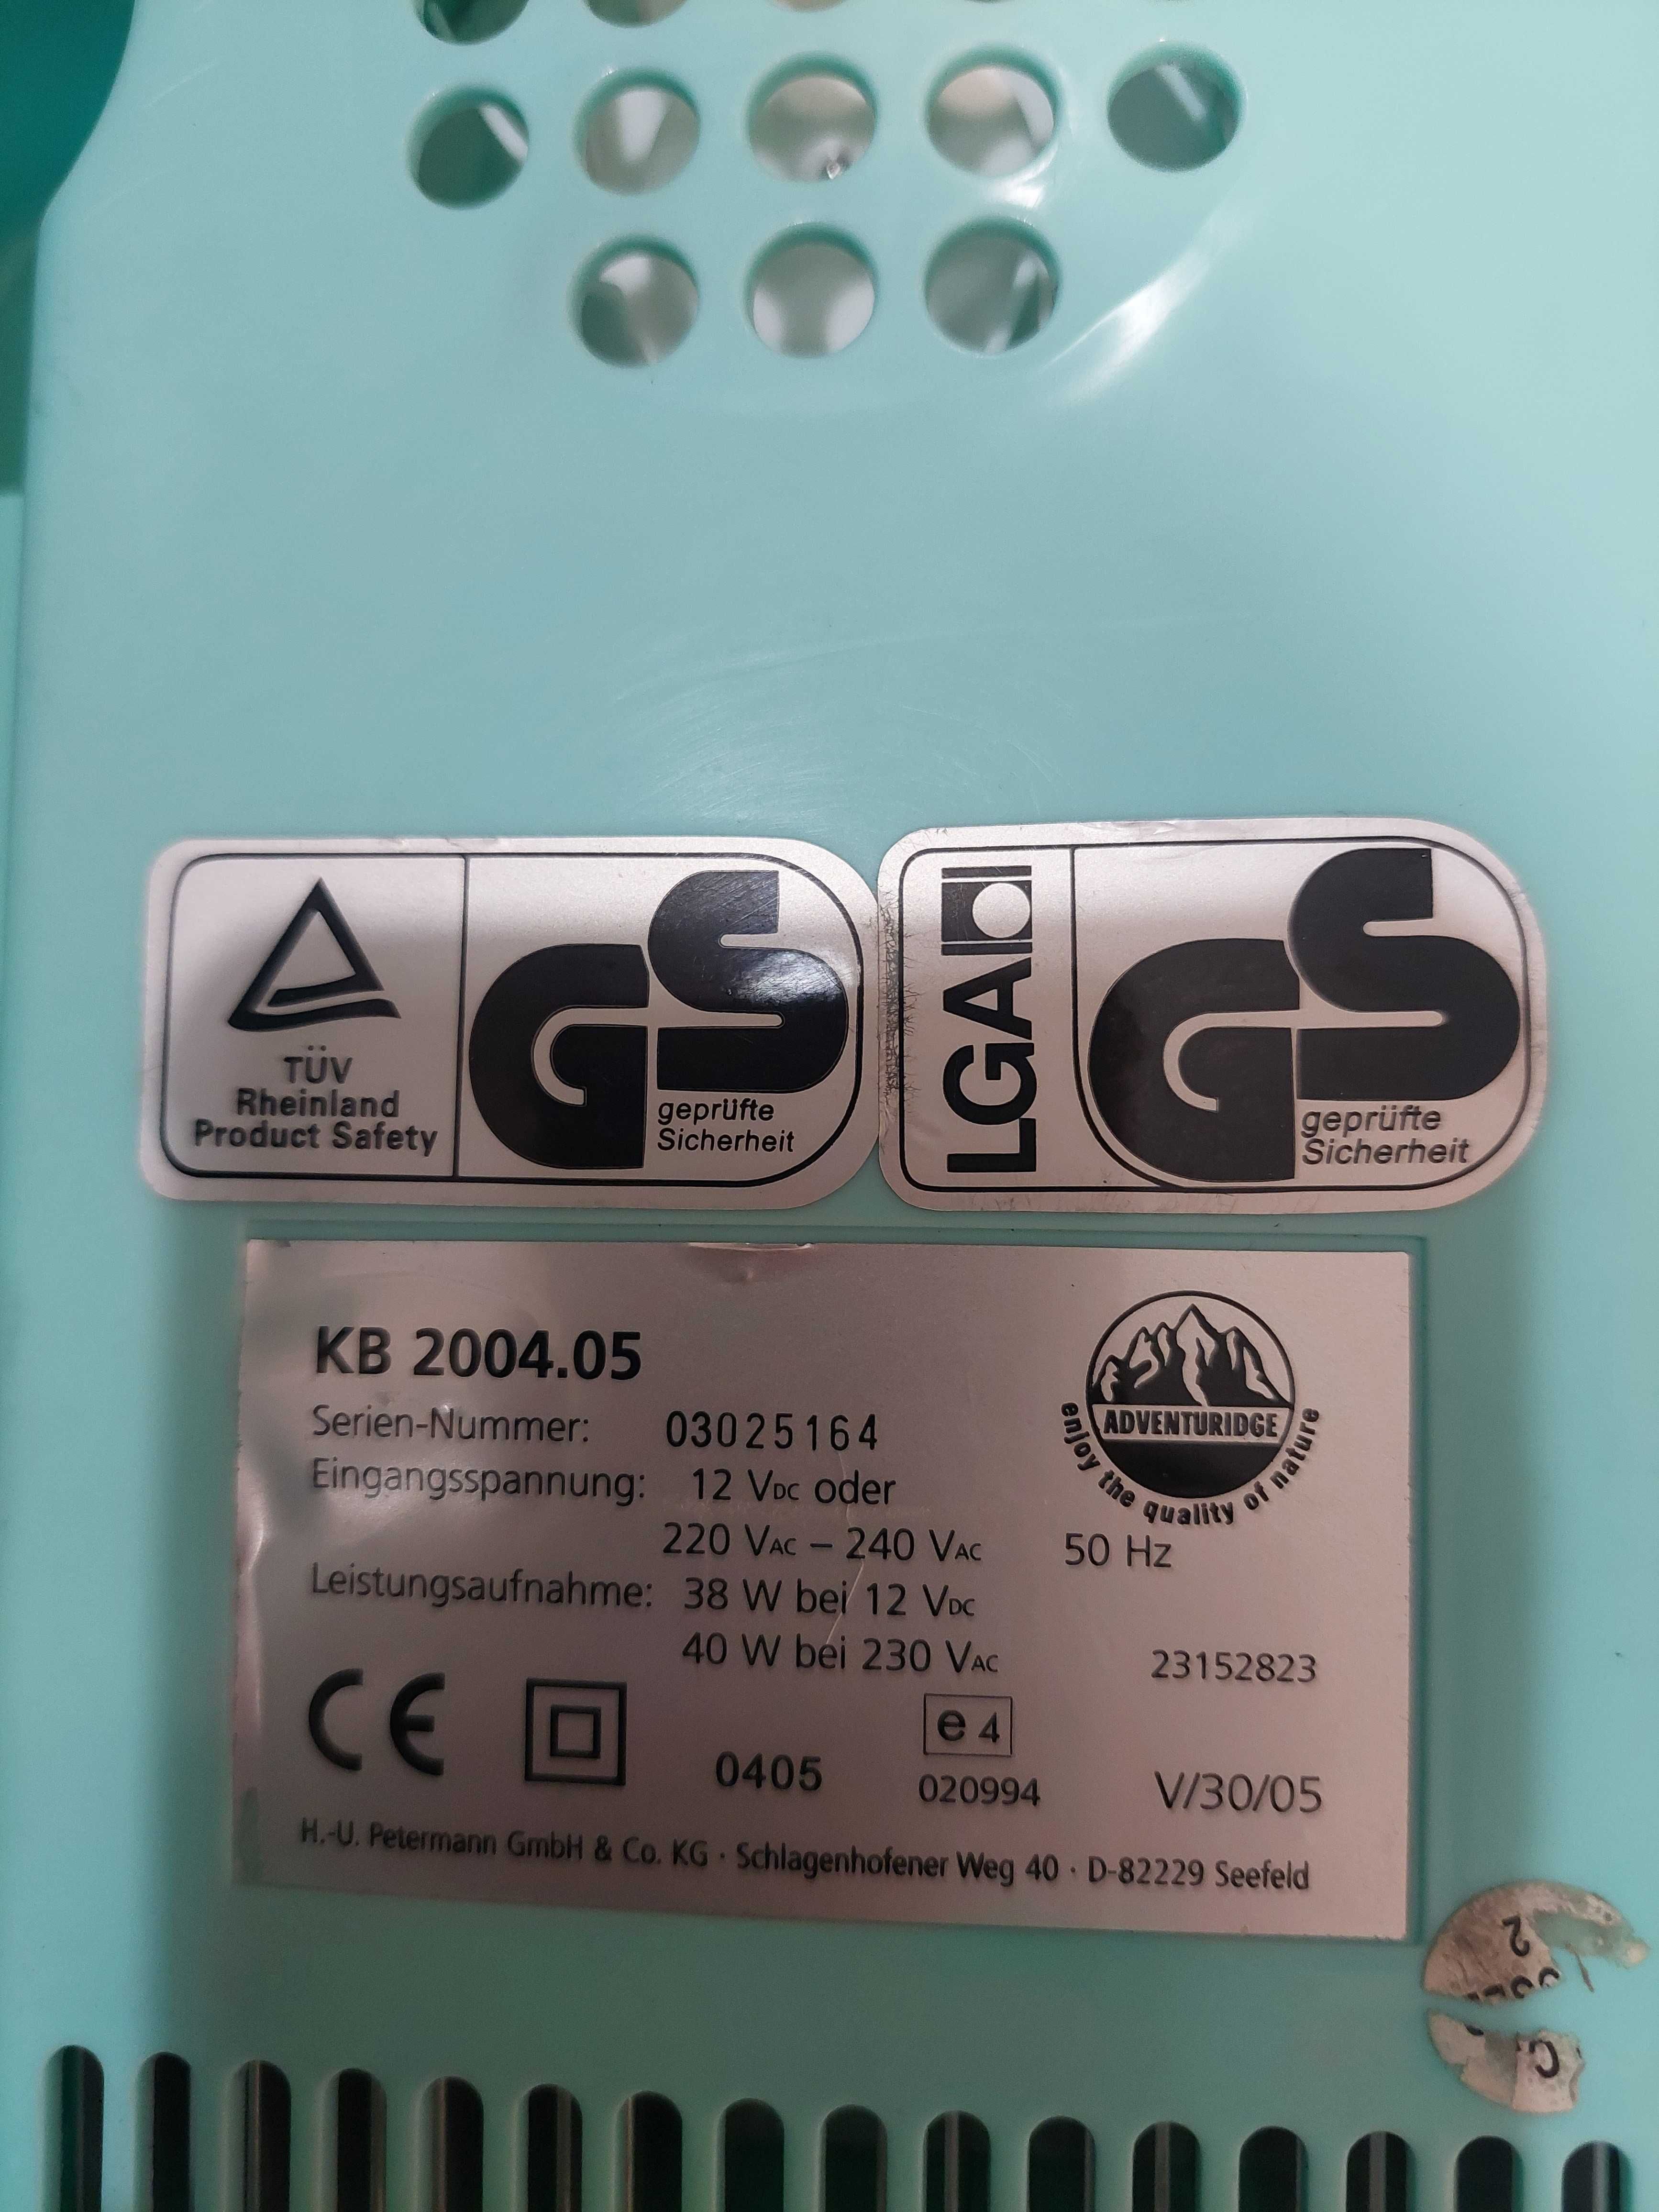 TÜV
Rheinland
Product Safety
GS
geprüfte
Sicherheit
LGA
GS
geprüfte
Sicherheit
KB 2004.05
Serien-Nummer: 03025164
Eingangsspannung: 12 VDC oder
220 VAC – 240 VAC 50 Hz
Leistungsaufnahme: 38 W bei 12 VDC
40 W bei 230 VAC
ADVENTURIDGE
enjoy the quality of nature
23152823
CE
0405
e 4
020994
V/30/05
H.-U. Petermann GmbH & Co. KG · Schlagenhofener Weg 40 · D-82229 Seefeld